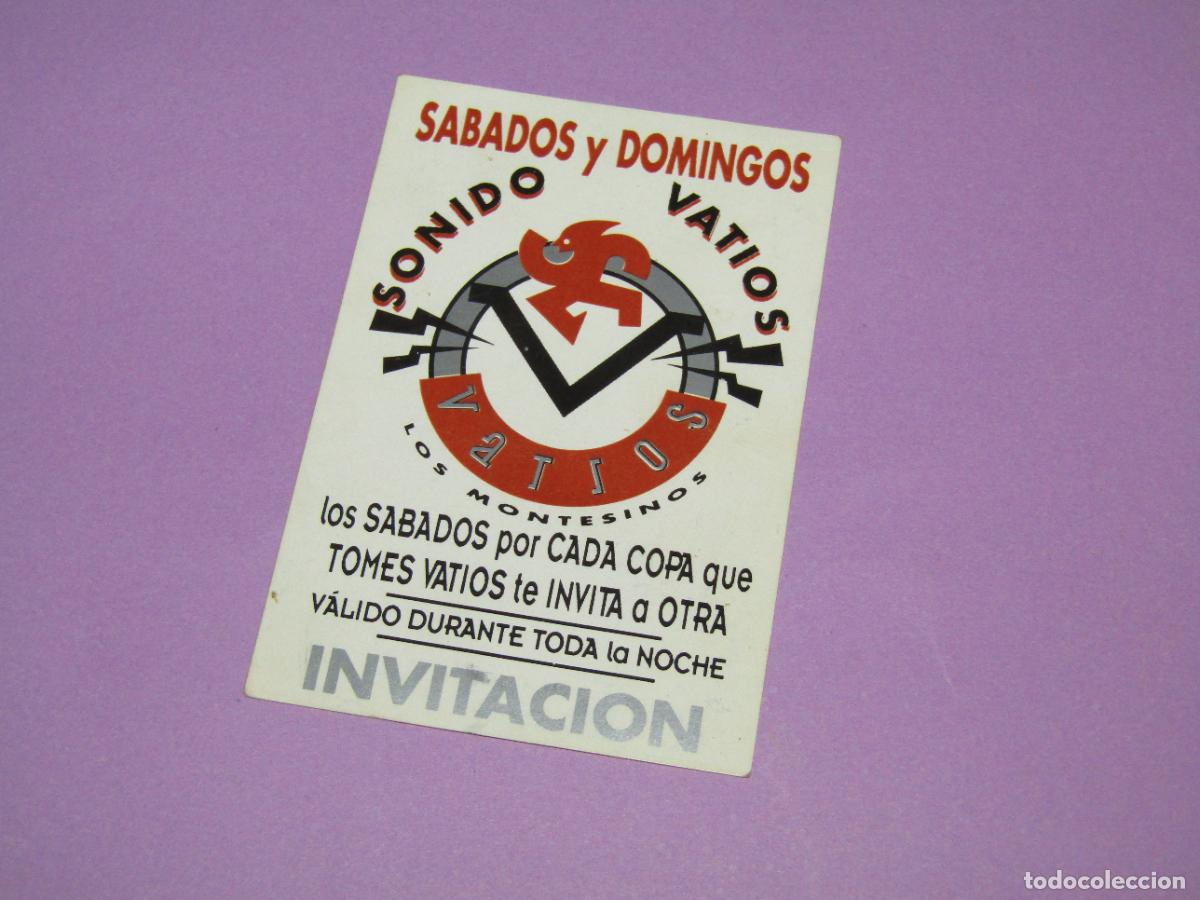 SABADOS y DOMINGOS
SONIDO VATIOS
vatios
LOS MONTESINOS
los SABADOS por CADA COPA que
TOMES VATIOS te INVITA a OTRA
VÁLIDO DURANTE TODA la NOCHE
INVITACION
todocoleccion